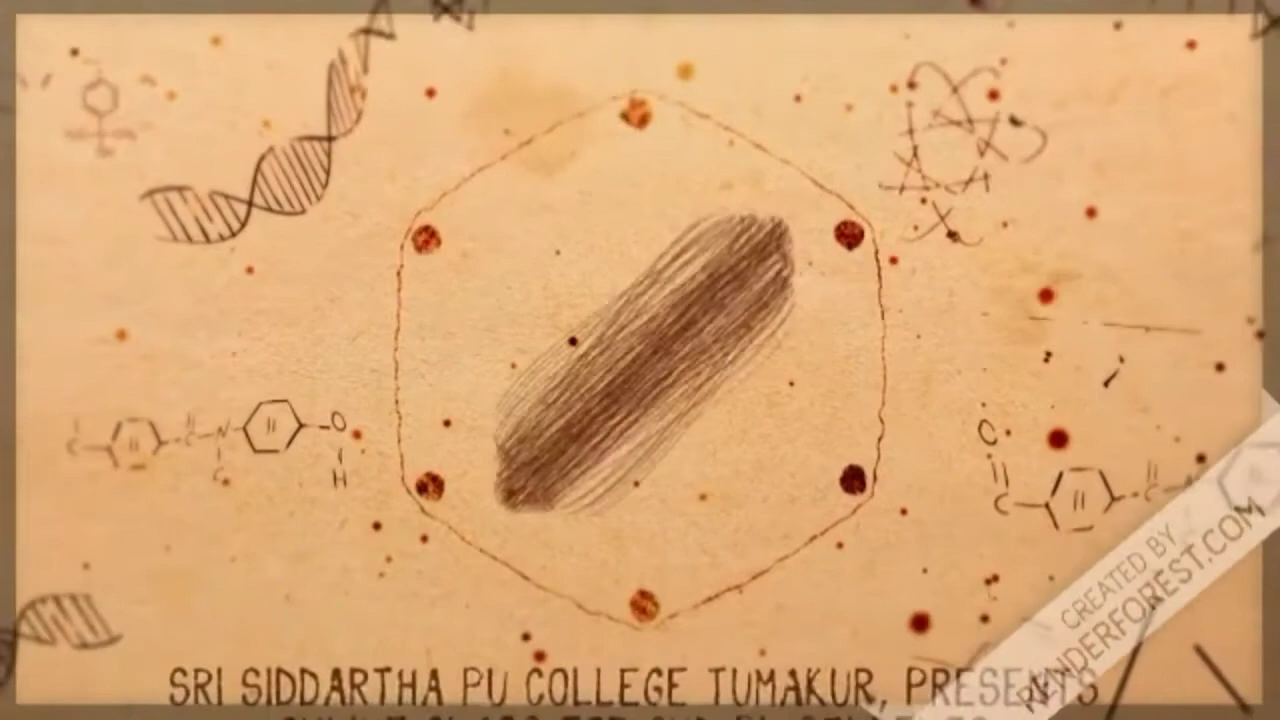 SRI SIDDARTHA PU COLLEGE TUMAKUR, PRESENTS
CREATED BY
RENDERFOREST.COM
O
H
N
C
C
C
C